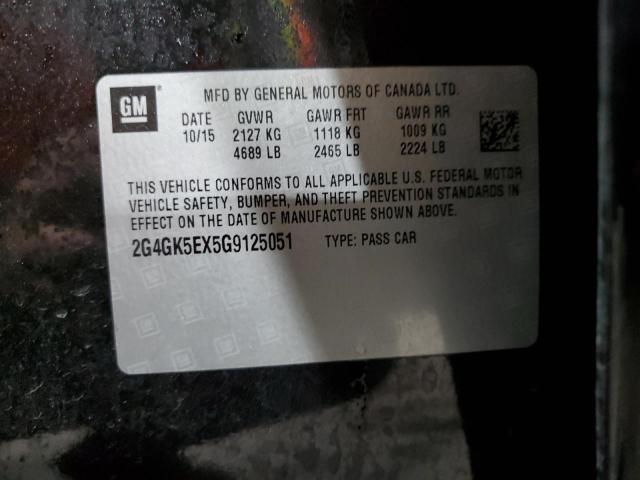 GM
MFD BY GENERAL MOTORS OF CANADA LTD.
DATE GVWR GAWR FRT GAWR RR
10/15 2127 KG 1118 KG 1009 KG
4689 LB 2465 LB 2224 LB
THIS VEHICLE CONFORMS TO ALL APPLICABLE U.S. FEDERAL MOTOR
VEHICLE SAFETY, BUMPER, AND THEFT PREVENTION STANDARDS IN
EFFECT ON THE DATE OF MANUFACTURE SHOWN ABOVE.
2G4GK5EX5G9125051 TYPE: PASS CAR